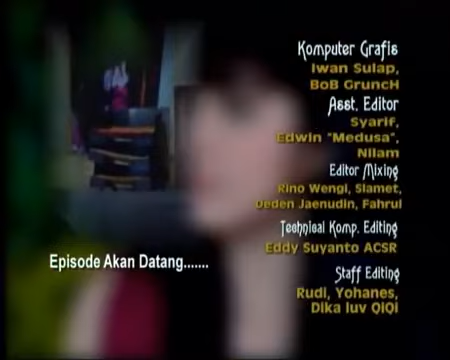 Komputer Grafis
Iwan Sulap,
BoB GruncH
Asst. Editor
Syarif,
Edwin "Medusa",
Nilam
Editor Mixing
Rino Wengi, Slamet,
Deden Jaenudin, Fahrul
Technical Komp. Editing
Eddy Suyanto ACSR
Staff Editing
Rudi, Yohanes,
Dika luv QiQi
Episode Akan Datang.......